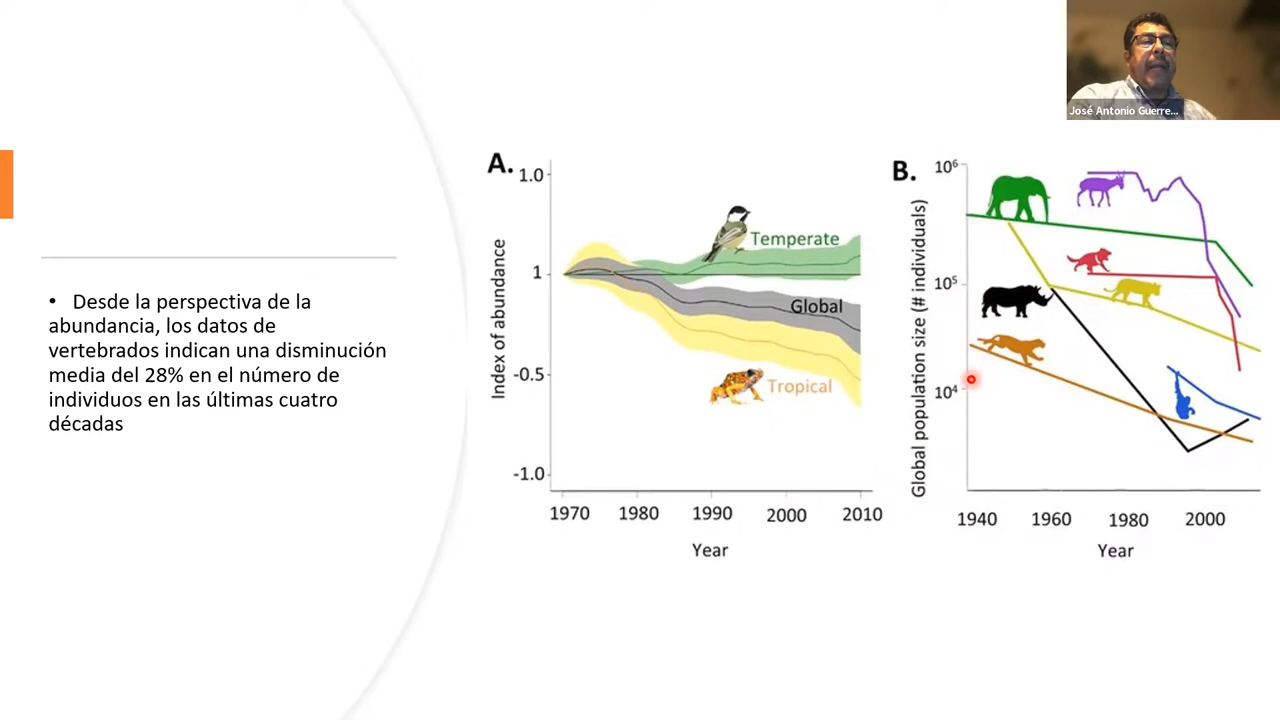 • Desde la perspectiva de la
abundancia, los datos de
vertebrados indican una disminución
media del 28% en el número de
individuos en las últimas cuatro
décadas
A.
1.0
1
-0.5
-1.0
Index of abundance
Temperate
Global
Tropical
1970 1980 1990 2000 2010
Year
B.
10⁶
10⁵
10⁴
Global population size (# individuals)
1940 1960 1980 2000
Year
José Antonio Guerre...